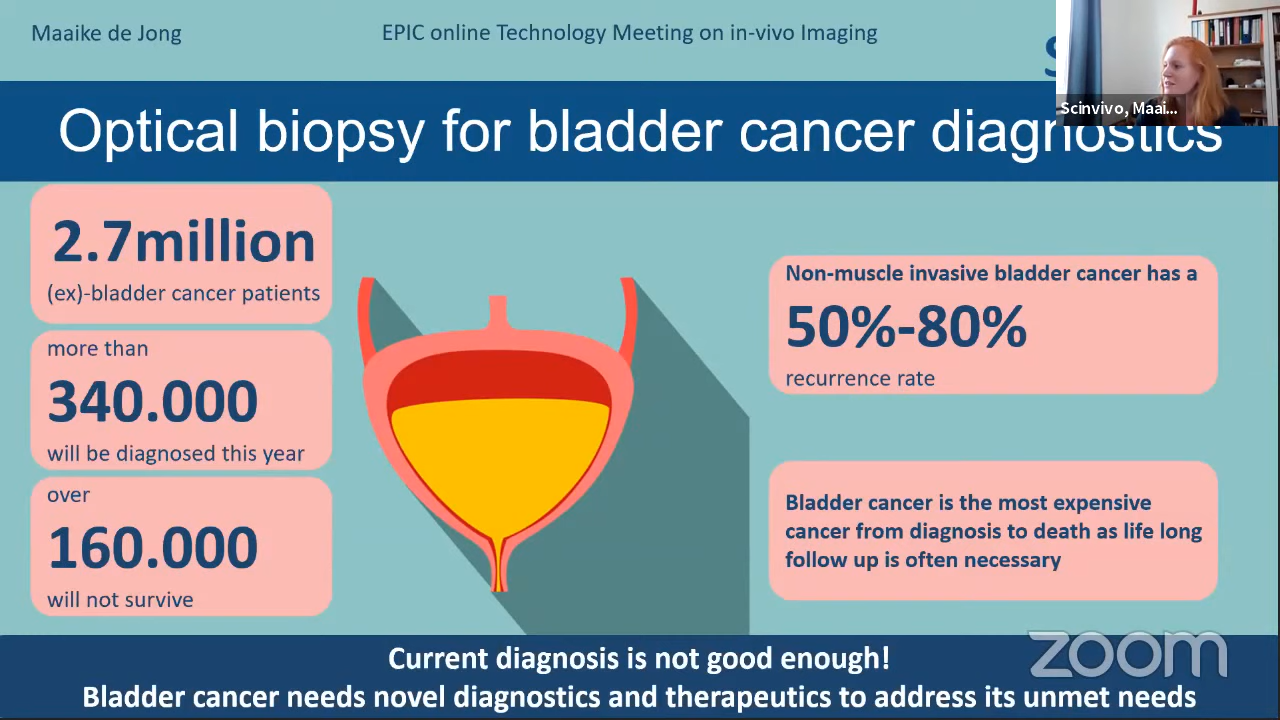 Maaike de Jong
EPIC online Technology Meeting on in-vivo Imaging
S
Scinvivo, Maai...
Optical biopsy for bladder cancer diagnostics
2.7million
(ex)-bladder cancer patients
more than
340.000
will be diagnosed this year
over
160.000
will not survive
Non-muscle invasive bladder cancer has a
50%-80%
recurrence rate
Bladder cancer is the most expensive
cancer from diagnosis to death as life long
follow up is often necessary
Current diagnosis is not good enough!
Bladder cancer needs novel diagnostics and therapeutics to address its unmet needs
zoom